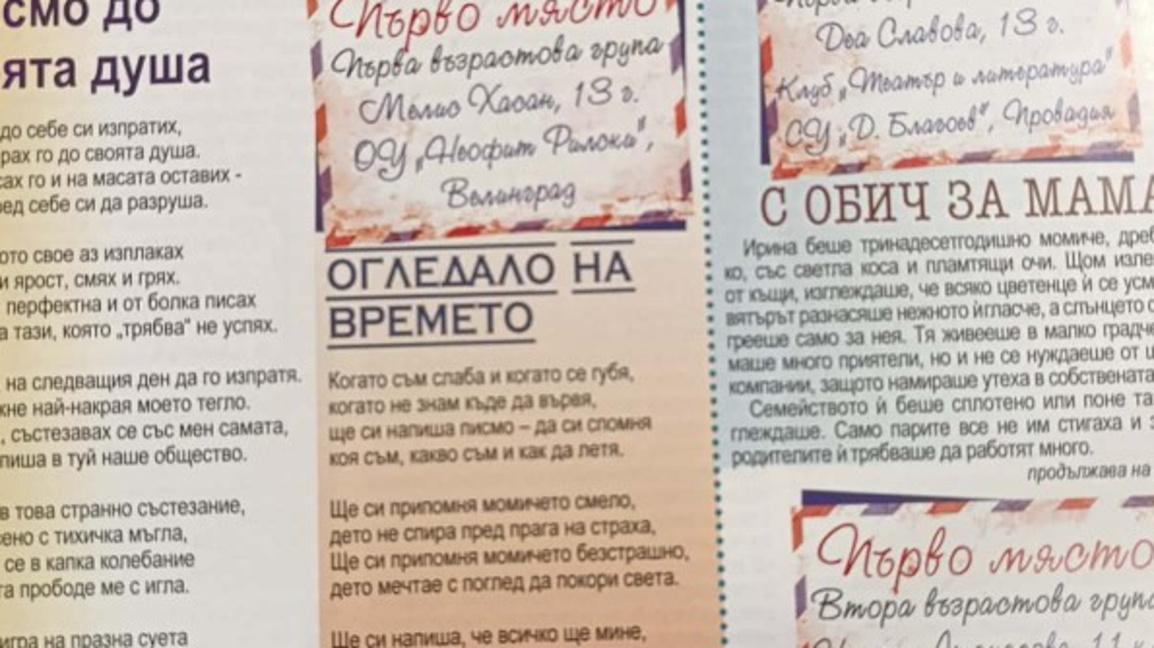 смо до
ята душа
до себе си изпратих,
рах го до своята душа.
сах го и на масата оставих -
ред себе си да разруша.
ото свое аз изплаках
и ярост, смях и грях.
перфектна и от болка писах
а тази, която „трябва“ не успях.
на следващия ден да го изпратя.
кне най-накрая моето тегло.
, състезавах се със мен самата,
пиша в туй наше общество.
в това странно състезание,
ено с тихичка мъгла,
се в капка колебание
та прободе ме с игла.
игра на празна суета
Първо място
Първа възрастова група
Мелис Хасан, 13 г.
ОУ „Неофит Рилски“,
Велинград
ОГЛЕДАЛО НА
ВРЕМЕТО
Когато съм слаба и когато се губя,
когато не знам къде да вървя,
ще си напиша писмо – да си спомня
коя съм, какво съм и как да летя.
Ще си припомня момичето смело,
дето не спира пред прага на страха,
Ще си припомня момичето безстрашно,
дето мечтае с поглед да покори света.
Ще си напиша, че всичко ще мине,
Деа Славова, 13 г.
Клуб „Театър и литература“
СУ „Д. Благоев“, Провадия
С ОБИЧ ЗА МАМА
Ирина беше тринадесетгодишно момиче, дреб
ко, със светла коса и пламтящи очи. Щом изле
от къщи, изглеждаше, че всяко цветенце ѝ се усм
вятърът разнасяше нежното ѝ гласче, а слънцето с
грееше само за нея. Тя живееше в малко градче
маше много приятели, но и не се нуждаеше от ш
компании, защото намираше утеха в собствената
Семейството ѝ беше сплотено или поне та
глеждаше. Само парите все не им стигаха и з
родителите ѝ трябваше да работят много.
продължава на
Първо място
Втора възрастова група